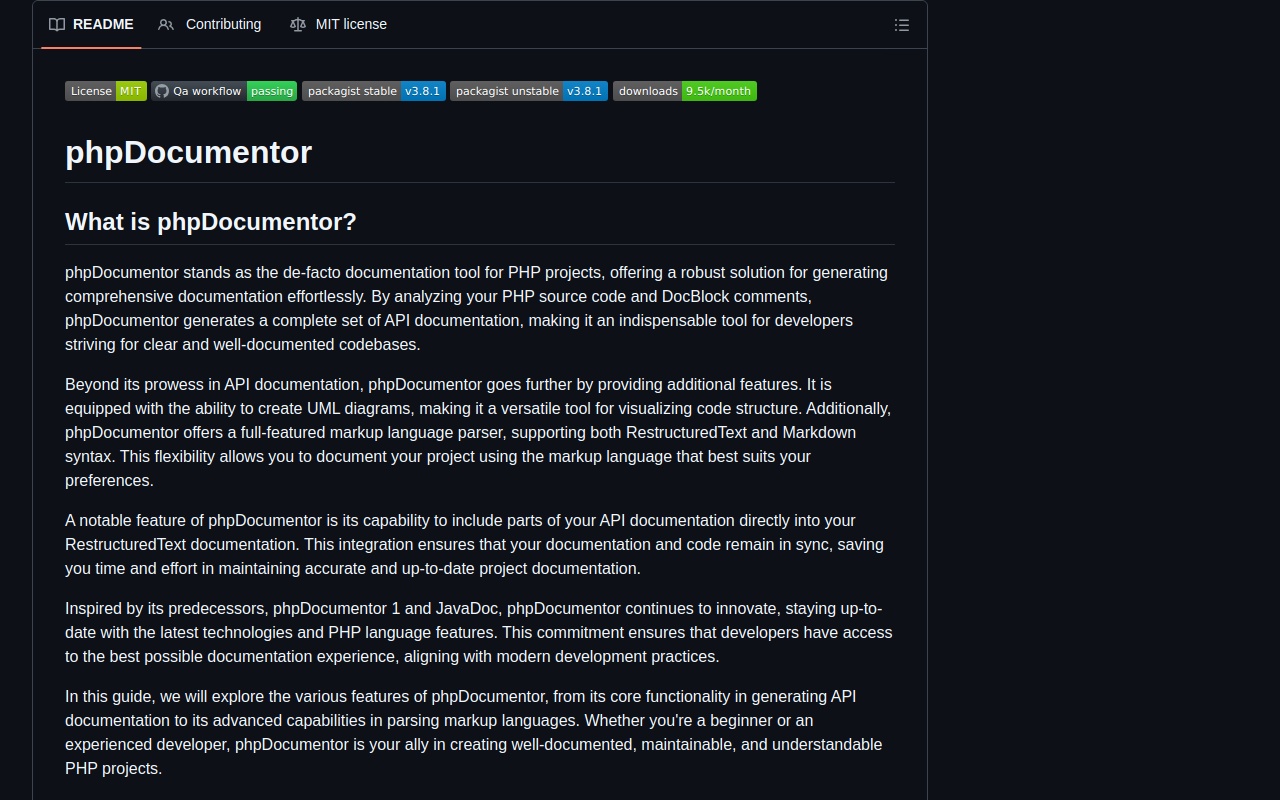 README Contributing MIT license
License MIT Qa workflow passing packagist stable v3.8.1 packagist unstable v3.8.1 downloads 9.5k/month
phpDocumentor
What is phpDocumentor?
phpDocumentor stands as the de-facto documentation tool for PHP projects, offering a robust solution for generating
comprehensive documentation effortlessly. By analyzing your PHP source code and DocBlock comments,
phpDocumentor generates a complete set of API documentation, making it an indispensable tool for developers
striving for clear and well-documented codebases.
Beyond its prowess in API documentation, phpDocumentor goes further by providing additional features. It is
equipped with the ability to create UML diagrams, making it a versatile tool for visualizing code structure. Additionally,
phpDocumentor offers a full-featured markup language parser, supporting both RestructuredText and Markdown
syntax. This flexibility allows you to document your project using the markup language that best suits your
preferences.
A notable feature of phpDocumentor is its capability to include parts of your API documentation directly into your
RestructuredText documentation. This integration ensures that your documentation and code remain in sync, saving
you time and effort in maintaining accurate and up-to-date project documentation.
Inspired by its predecessors, phpDocumentor 1 and JavaDoc, phpDocumentor continues to innovate, staying up-to-
date with the latest technologies and PHP language features. This commitment ensures that developers have access
to the best possible documentation experience, aligning with modern development practices.
In this guide, we will explore the various features of phpDocumentor, from its core functionality in generating API
documentation to its advanced capabilities in parsing markup languages. Whether you're a beginner or an
experienced developer, phpDocumentor is your ally in creating well-documented, maintainable, and understandable
PHP projects.